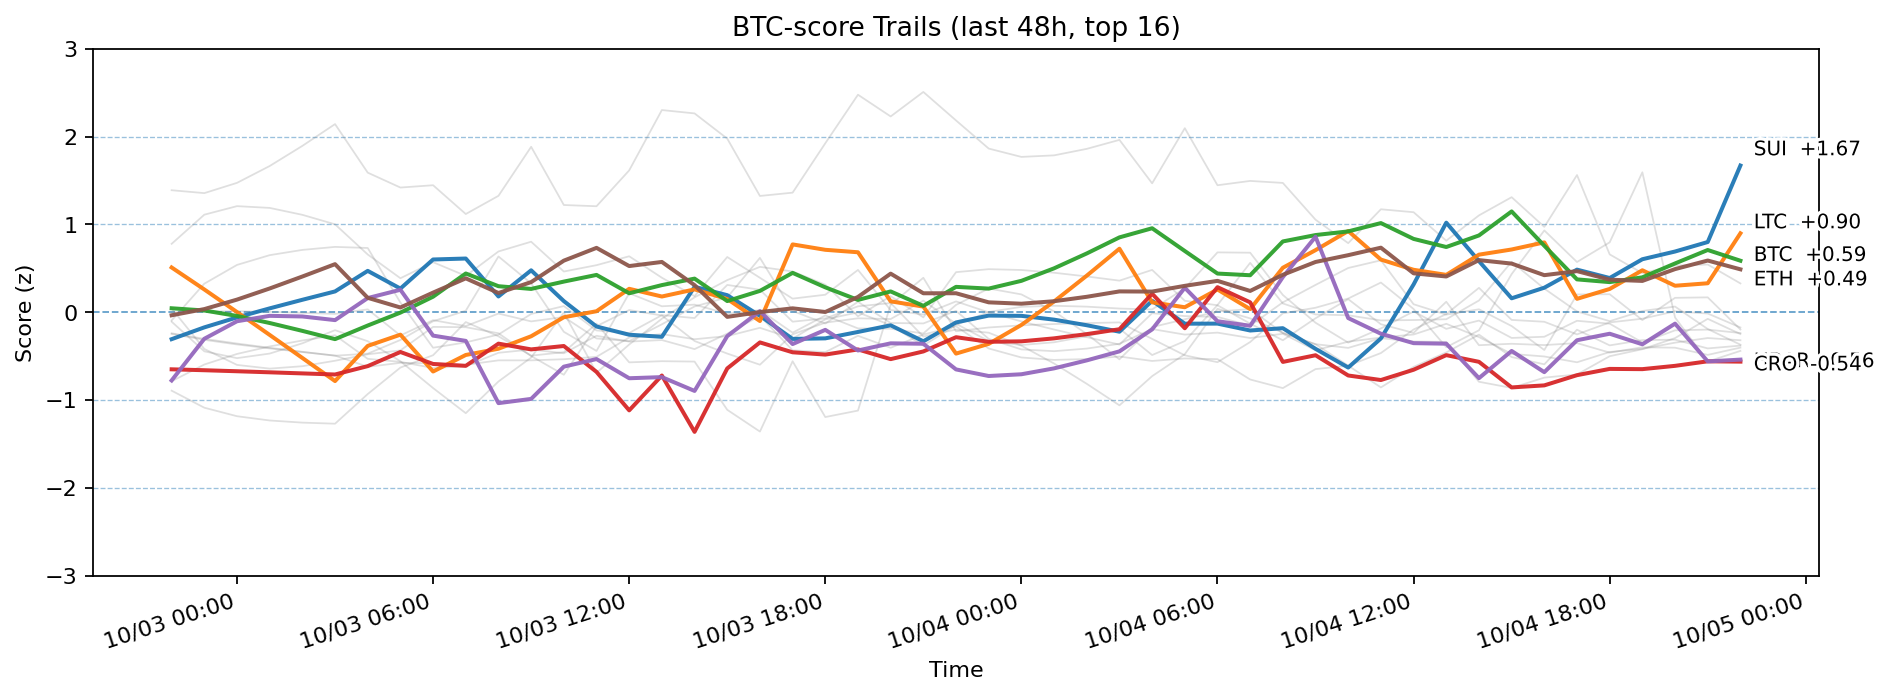 BTC-score Trails (last 48h, top 16)
Score (z)
3
2
1
0
−1
−2
−3
SUI +1.67
LTC +0.90
BTC +0.59
ETH +0.49
CRO
10/03 00:00
10/03 06:00
10/03 12:00
10/03 18:00
10/04 00:00
10/04 06:00
10/04 12:00
10/04 18:00
10/05 00:00
Time